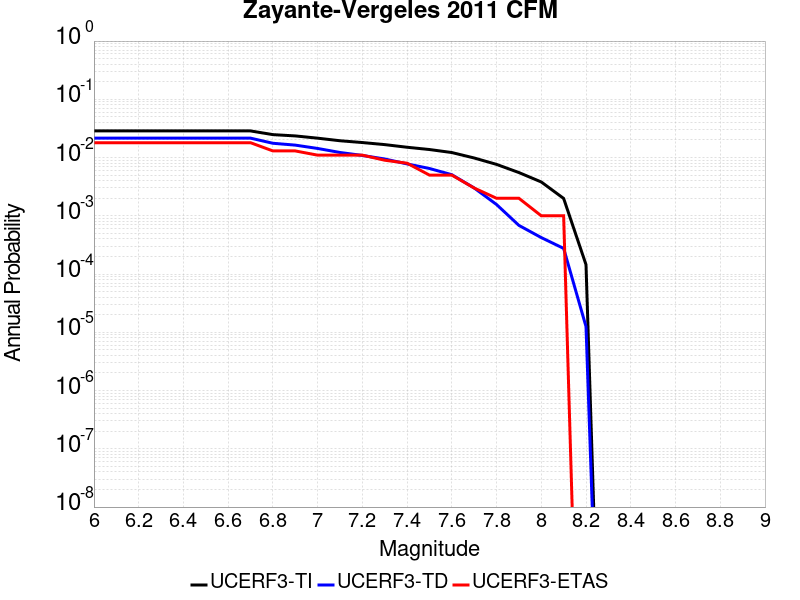 Zayante-Vergeles 2011 CFM
10^0
10^-1
10^-2
10^-3
10^-4
10^-5
10^-6
10^-7
10^-8
Annual Probability
6 6.2 6.4 6.6 6.8 7 7.2 7.4 7.6 7.8 8 8.2 8.4 8.6 8.8 9
Magnitude
UCERF3-TI UCERF3-TD UCERF3-ETAS